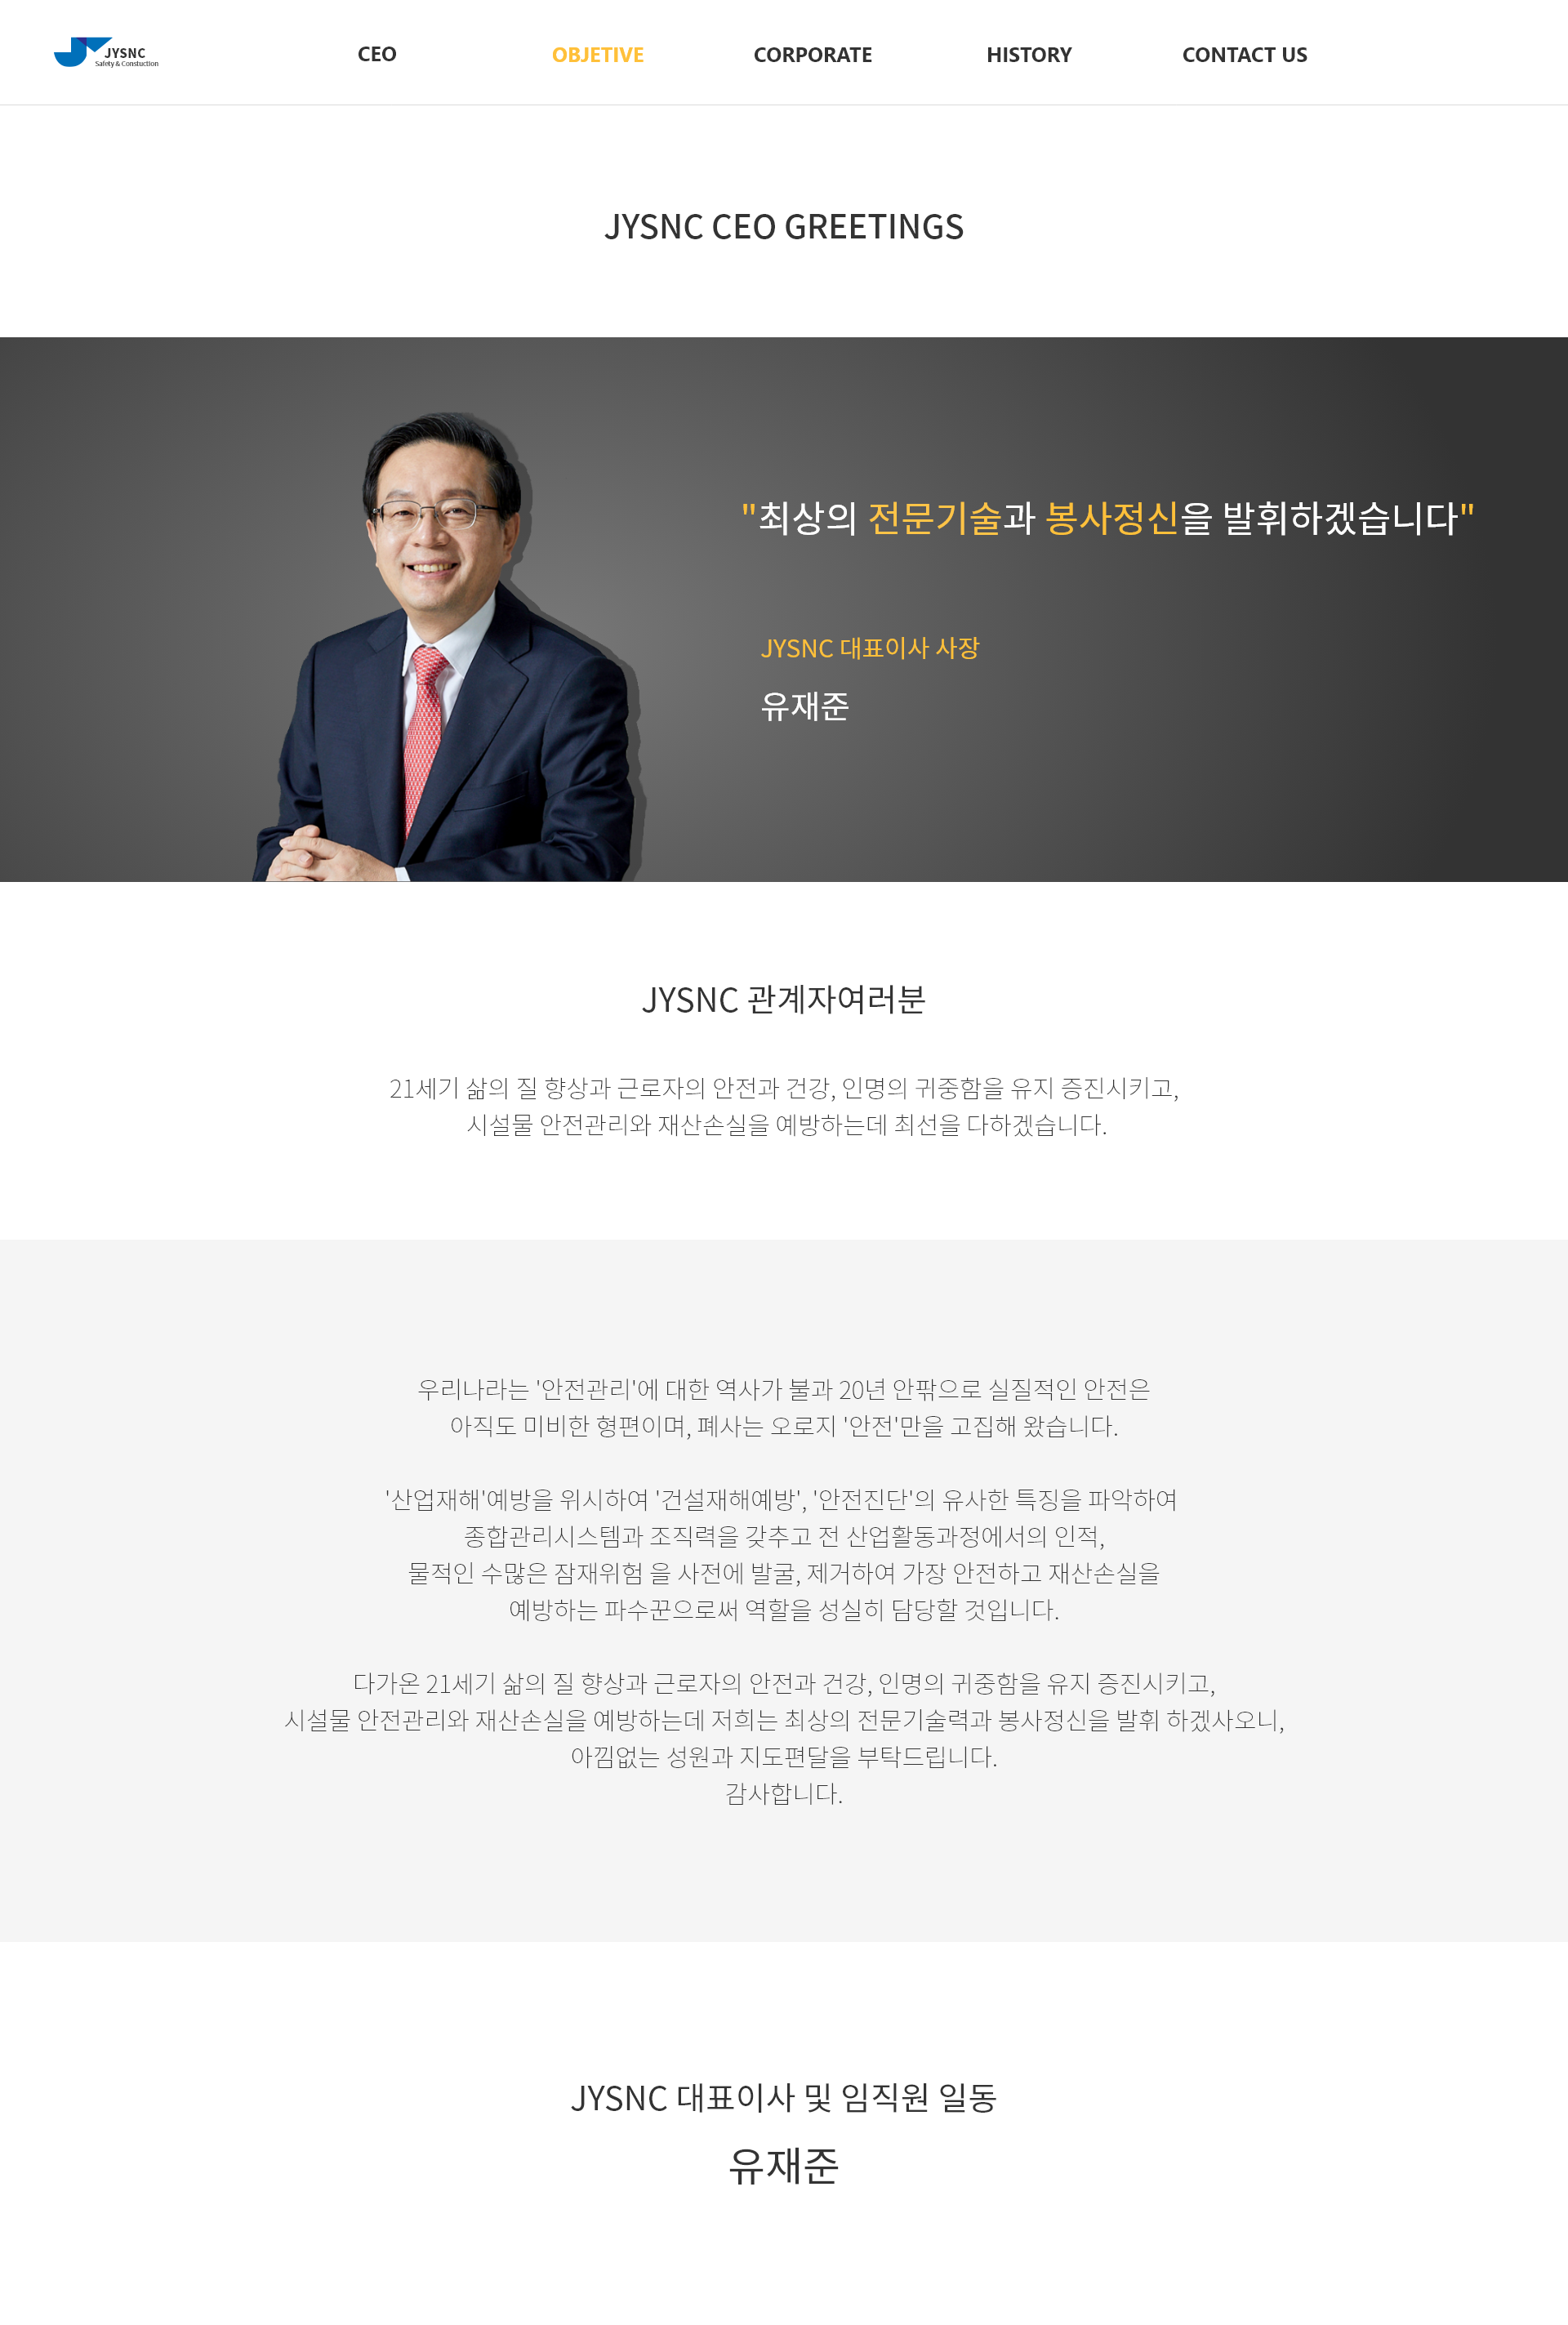 JYSNC
Safety & Constuction
CEO
OBJETIVE
CORPORATE
HISTORY
CONTACT US
JYSNC CEO GREETINGS
"최상의 전문기술과 봉사정신을 발휘하겠습니다"
JYSNC 대표이사 사장
유재준
JYSNC 관계자여러분
21세기 삶의 질 향상과 근로자의 안전과 건강, 인명의 귀중함을 유지 증진시키고,
시설물 안전관리와 재산손실을 예방하는데 최선을 다하겠습니다.
우리나라는 '안전관리'에 대한 역사가 불과 20년 안팎으로 실질적인 안전은
아직도 미비한 형편이며, 폐사는 오로지 '안전'만을 고집해 왔습니다.
'산업재해'예방을 위시하여 '건설재해예방', '안전진단'의 유사한 특징을 파악하여
종합관리시스템과 조직력을 갖추고 전 산업활동과정에서의 인적,
물적인 수많은 잠재위험 을 사전에 발굴, 제거하여 가장 안전하고 재산손실을
예방하는 파수꾼으로써 역할을 성실히 담당할 것입니다.
다가온 21세기 삶의 질 향상과 근로자의 안전과 건강, 인명의 귀중함을 유지 증진시키고,
시설물 안전관리와 재산손실을 예방하는데 저희는 최상의 전문기술력과 봉사정신을 발휘 하겠사오니,
아낌없는 성원과 지도편달을 부탁드립니다.
감사합니다.
JYSNC 대표이사 및 임직원 일동
유재준